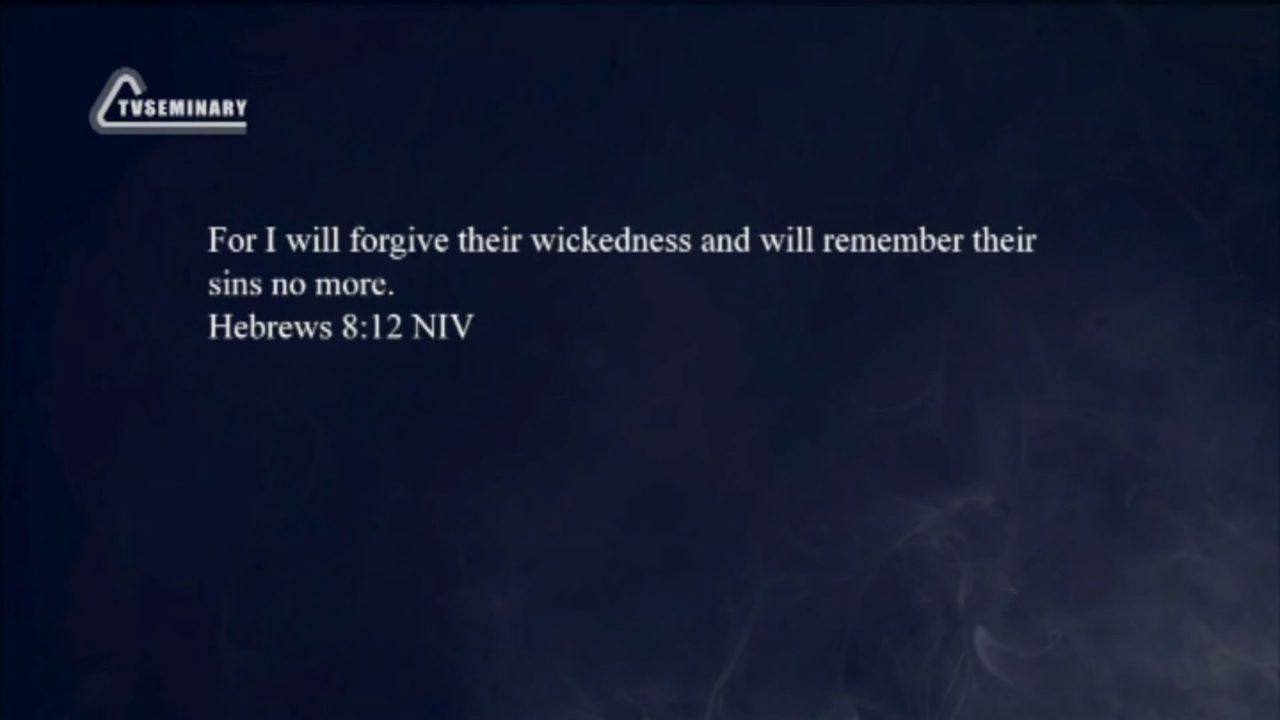 TVSEMINARY
For I will forgive their wickedness and will remember their
sins no more.
Hebrews 8:12 NIV